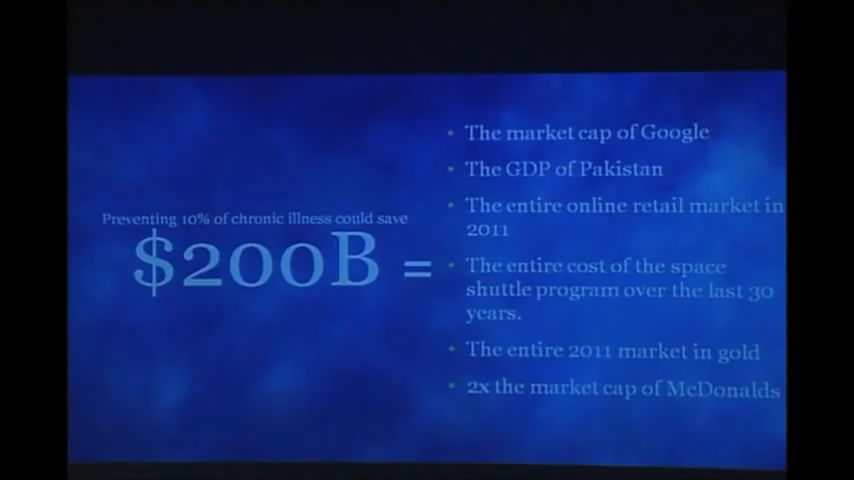 Preventing 10% of chronic illness could save
$200B =
• The market cap of Google
• The GDP of Pakistan
• The entire online retail market in
2011
• The entire cost of the space
shuttle program over the last 30
years.
• The entire 2011 market in gold
• 2x the market cap of McDonalds